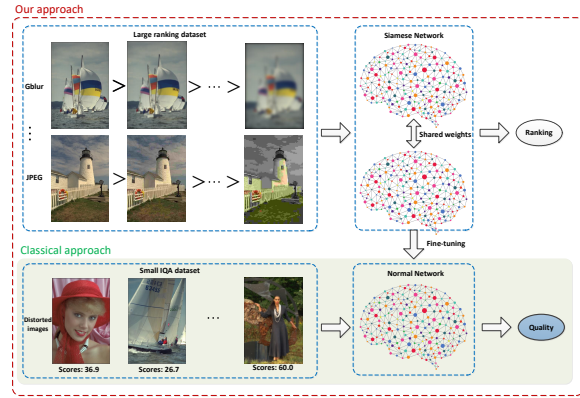 Our approach
Large ranking dataset
Siamese Network
Gblur
> > ... >
Shared weights
Ranking
JPEG
> > ... >
Fine-tuning
Classical approach
Small IQA dataset
Normal Network
Distorted
images
...
Quality
Scores: 36.9
Scores: 26.7
Scores: 60.0